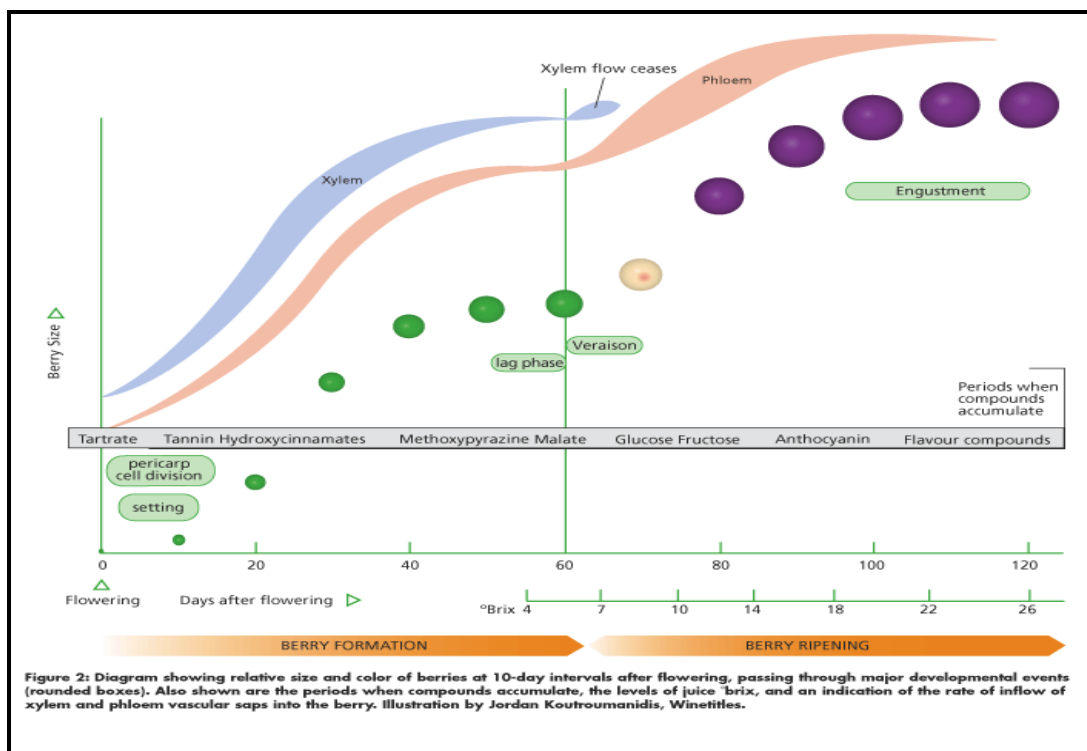 Xylem flow ceases
Phloem
Xylem
Engustment
Berry Size
Veraison
lag phase
Periods when
compounds
accumulate
Tartrate Tannin Hydroxycinnamates Methoxypyrazine Malate Glucose Fructose Anthocyanin Flavour compounds
pericarp
cell division
setting
0 20 40 60 80 100 120
Flowering Days after flowering
°Brix 4 7 10 14 18 22 26
BERRY FORMATION BERRY RIPENING
Figure 2: Diagram showing relative size and color of berries at 10-day intervals after flowering, passing through major developmental events
(rounded boxes). Also shown are the periods when compounds accumulate, the levels of juice °brix, and an indication of the rate of inflow of
xylem and phloem vascular saps into the berry. Illustration by Jordan Koutroumanidis, Winetitles.